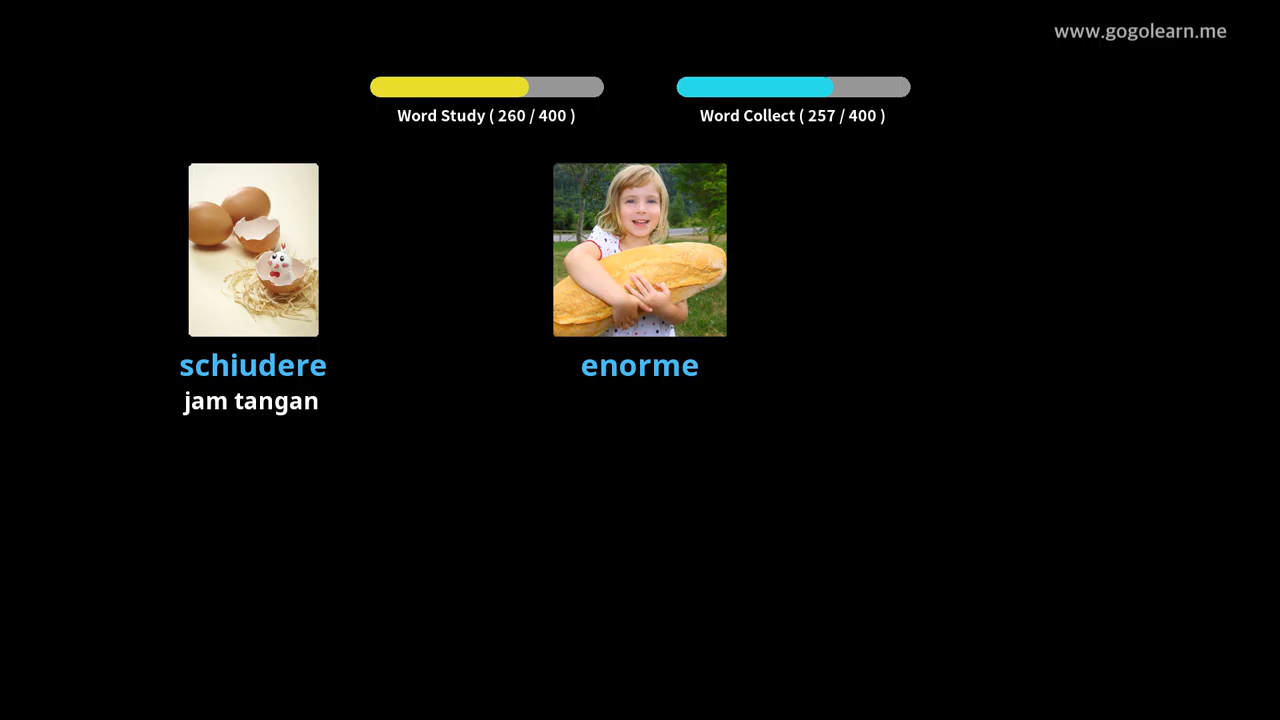 www.gogolearn.me
Word Study ( 260 / 400 )
Word Collect ( 257 / 400 )
schiudere
jam tangan
enorme